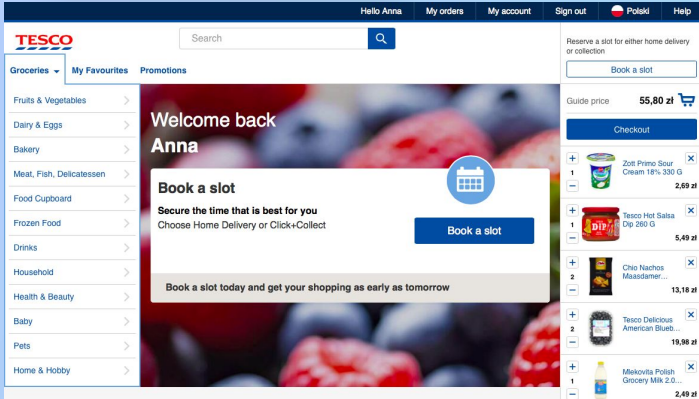 Hello Anna
My orders
My account
Sign out
Polski
Help
TESCO
Search
Groceries
My Favourites
Promotions
Fruits & Vegetables
Dairy & Eggs
Bakery
Meat, Fish, Delicatessen
Food Cupboard
Frozen Food
Drinks
Household
Health & Beauty
Baby
Pets
Home & Hobby
Welcome back
Anna
Book a slot
Secure the time that is best for you
Choose Home Delivery or Click+Collect
Book a slot
Book a slot today and get your shopping as early as tomorrow
Reserve a slot for either home delivery
or collection
Book a slot
Guide price 55,80 zł
Checkout
1
Zott Primo Sour
Cream 18% 330
G
2,69 zł
1
DIP!
Tesco Hot Salsa
Dip 260 G
5,49 zł
2
Chio Nachos
Maasdamer...
13,18 zł
2
Tesco Delicious
American Blueb...
19,98 zł
1
Mlekovita Polish
Grocery Milk 2.0...
2,49 zł